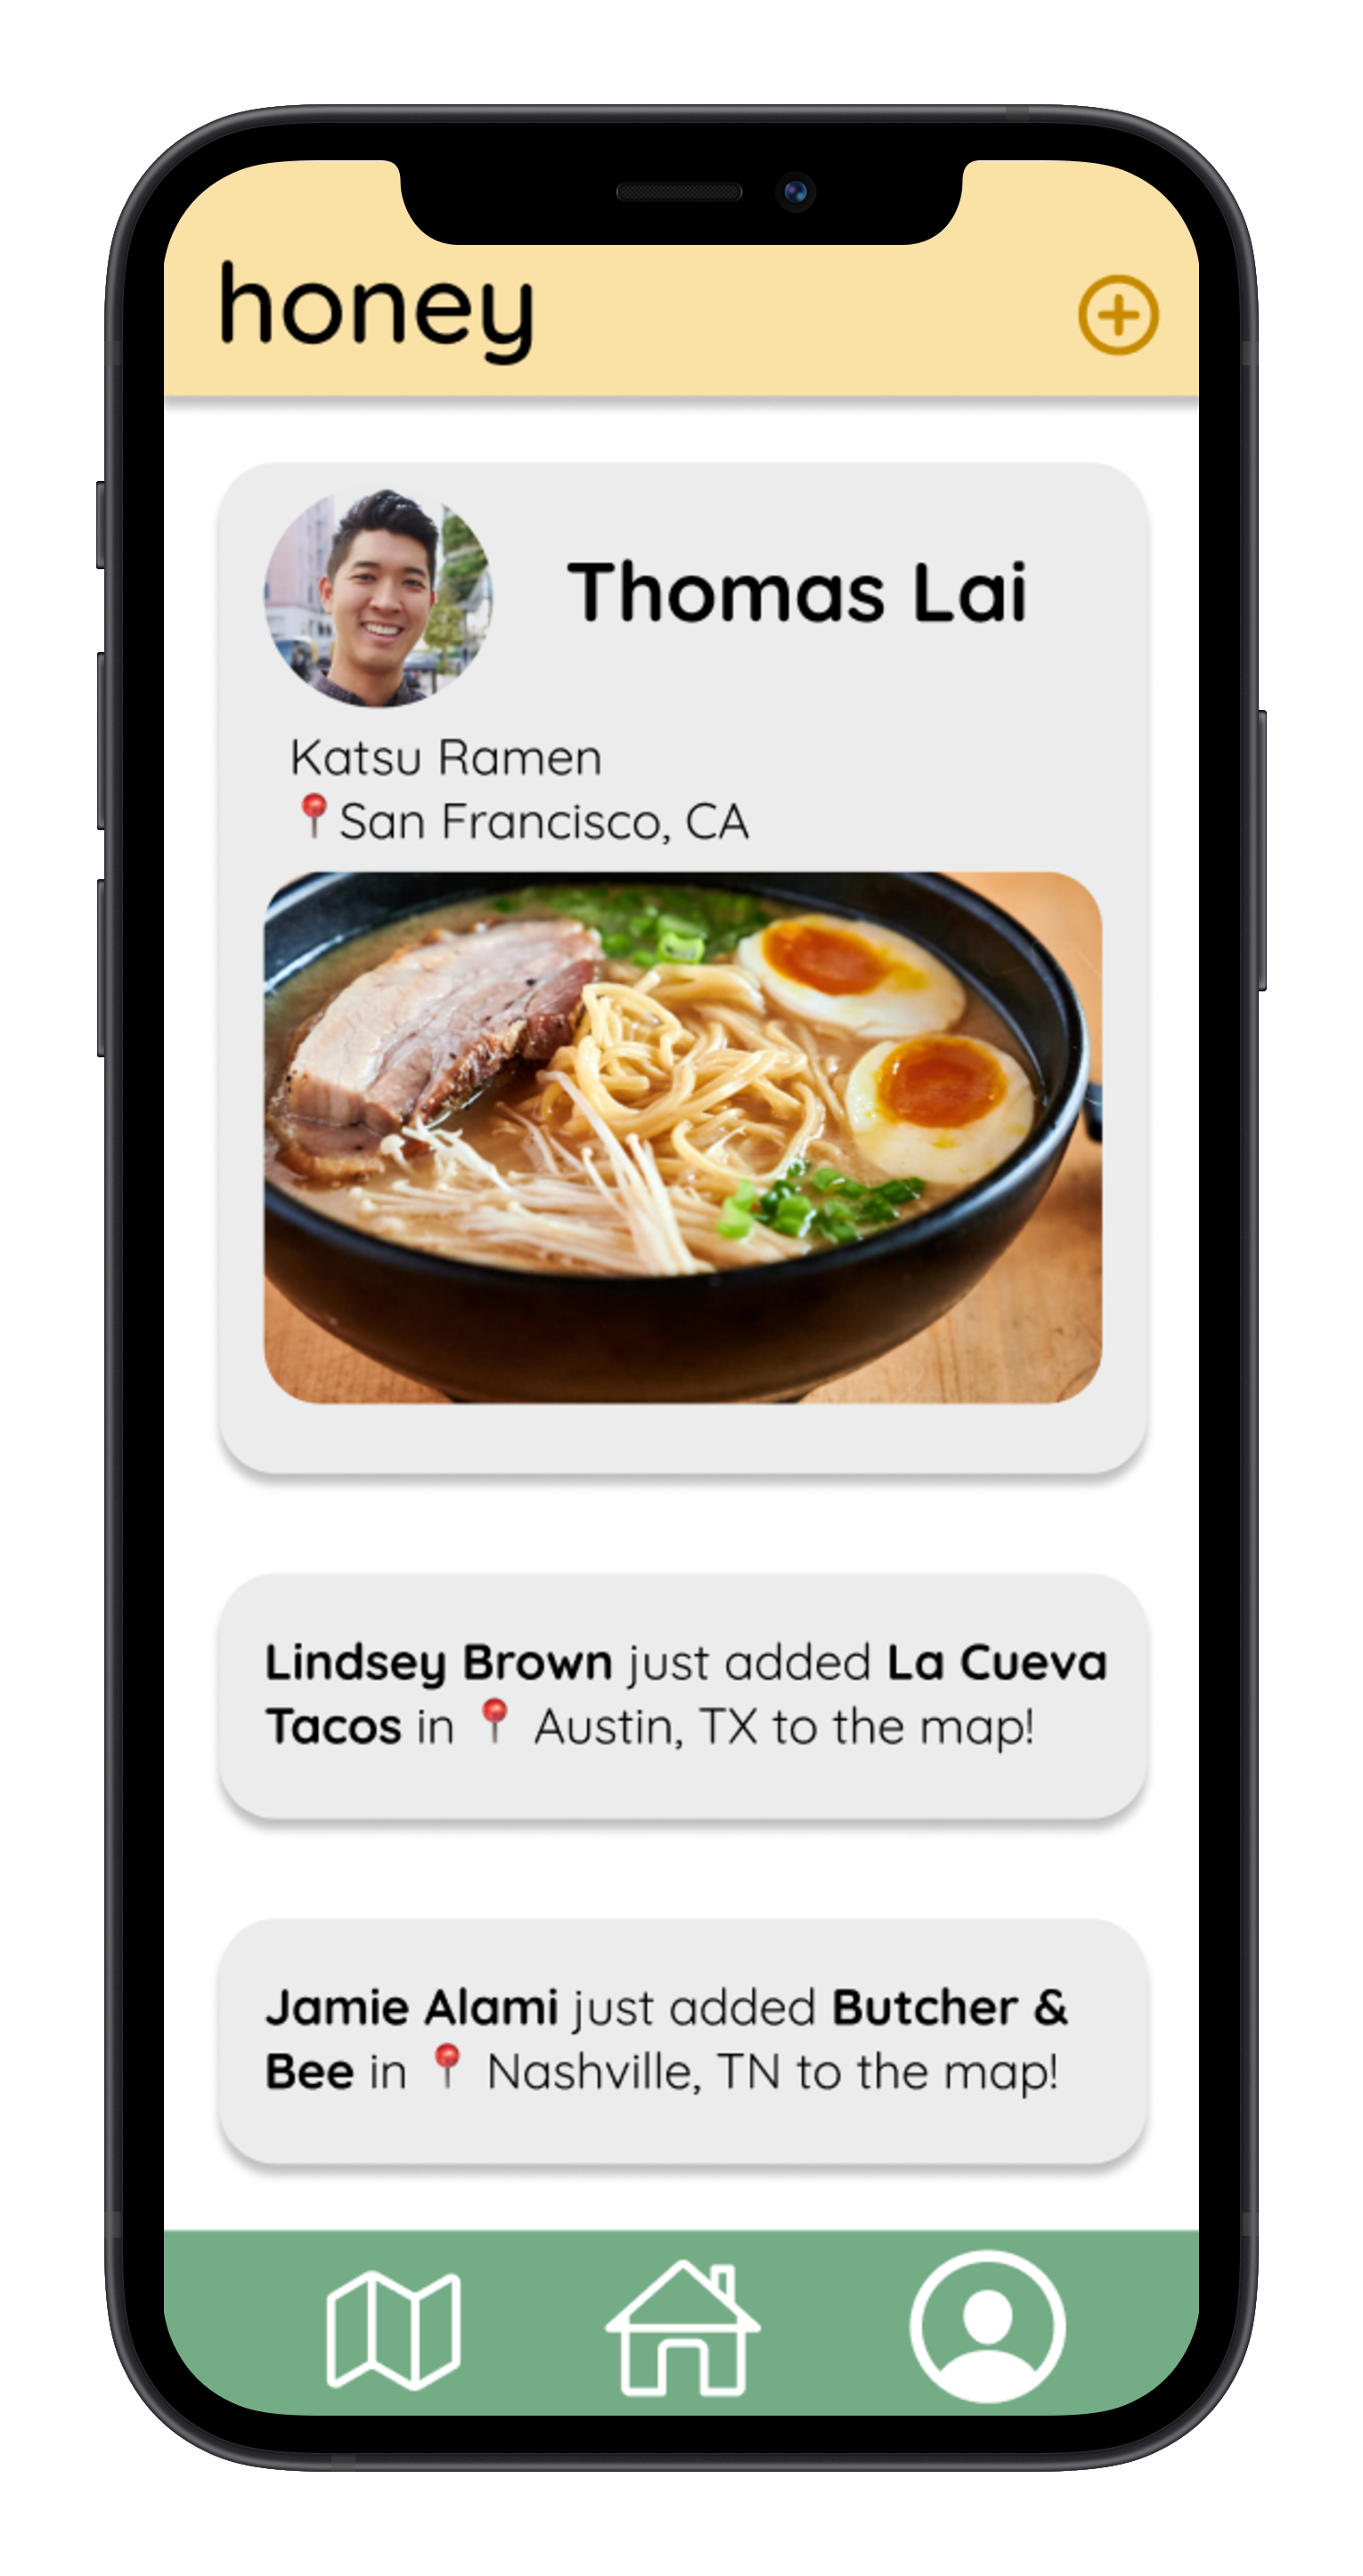 honey
Thomas Lai
Katsu Ramen
📍San Francisco, CA
Lindsey Brown just added La Cueva
Tacos in 📍 Austin, TX to the map!
Jamie Alami just added Butcher &
Bee in 📍 Nashville, TN to the map!